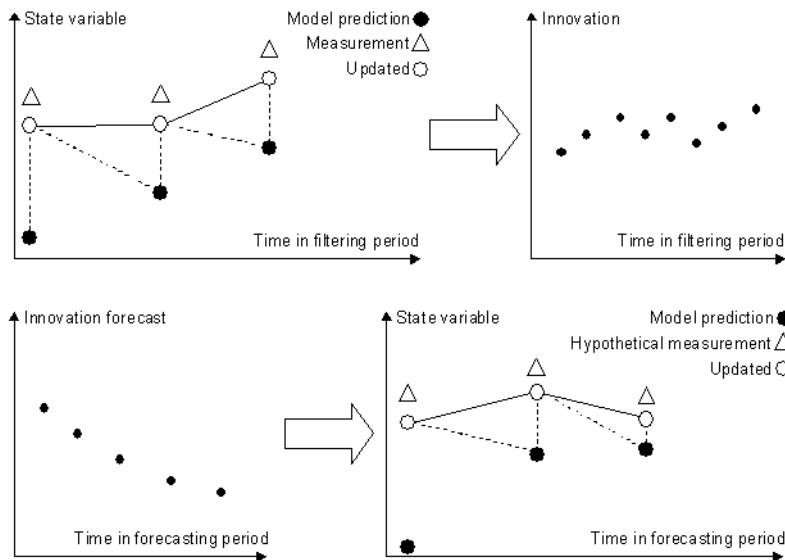 State variable
Model prediction
Measurement
Updated
Time in filtering period
Innovation
Time in filtering period
Innovation forecast
Time in forecasting period
State variable
Model prediction
Hypothetical measurement
Updated
Time in forecasting period